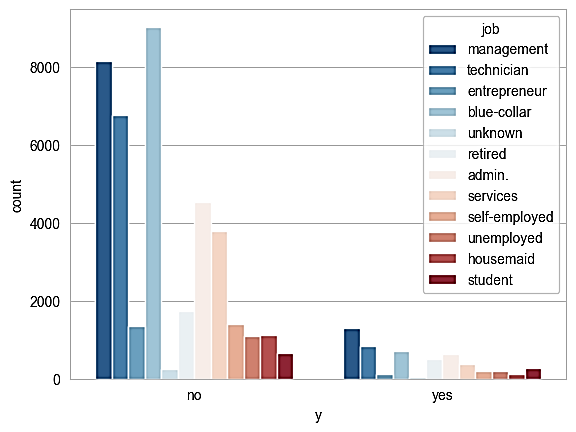 job
management
technician
entrepreneur
blue-collar
unknown
retired
admin.
services
self-employed
unemployed
housemaid
student
8000
6000
4000
2000
0
count
no yes
y